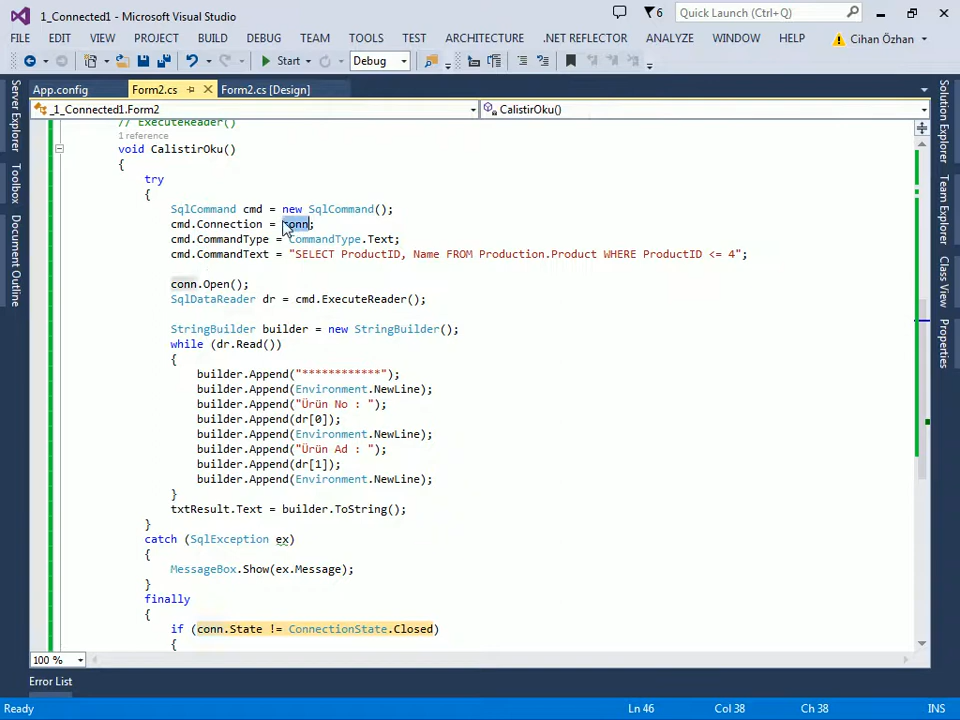 1_Connected1 - Microsoft Visual Studio
6
Quick Launch (Ctrl+Q)
FILE EDIT VIEW PROJECT BUILD DEBUG TEAM TOOLS TEST ARCHITECTURE .NET REFLECTOR ANALYZE WINDOW HELP Cihan Özhan
Start Debug
App.config Form2.cs Form2.cs [Design]
_1_Connected1.Form2 CalistirOku()
Server Explorer
Toolbox
Document Outline
// ExecuteReader()
1 reference
void CalistirOku()
{
try
{
SqlCommand cmd = new SqlCommand();
cmd.Connection = conn;
cmd.CommandType = CommandType.Text;
cmd.CommandText = "SELECT ProductID, Name FROM Production.Product WHERE ProductID <= 4";
conn.Open();
SqlDataReader dr = cmd.ExecuteReader();
StringBuilder builder = new StringBuilder();
while (dr.Read())
{
builder.Append("************");
builder.Append(Environment.NewLine);
builder.Append("Ürün No : ");
builder.Append(dr[0]);
builder.Append(Environment.NewLine);
builder.Append("Ürün Ad : ");
builder.Append(dr[1]);
builder.Append(Environment.NewLine);
}
txtResult.Text = builder.ToString();
}
catch (SqlException ex)
{
MessageBox.Show(ex.Message);
}
finally
{
if (conn.State != ConnectionState.Closed)
{
Solution Explorer
Team Explorer
Class View
Properties
100 %
Error List
Ready Ln 46 Col 38 Ch 38 INS